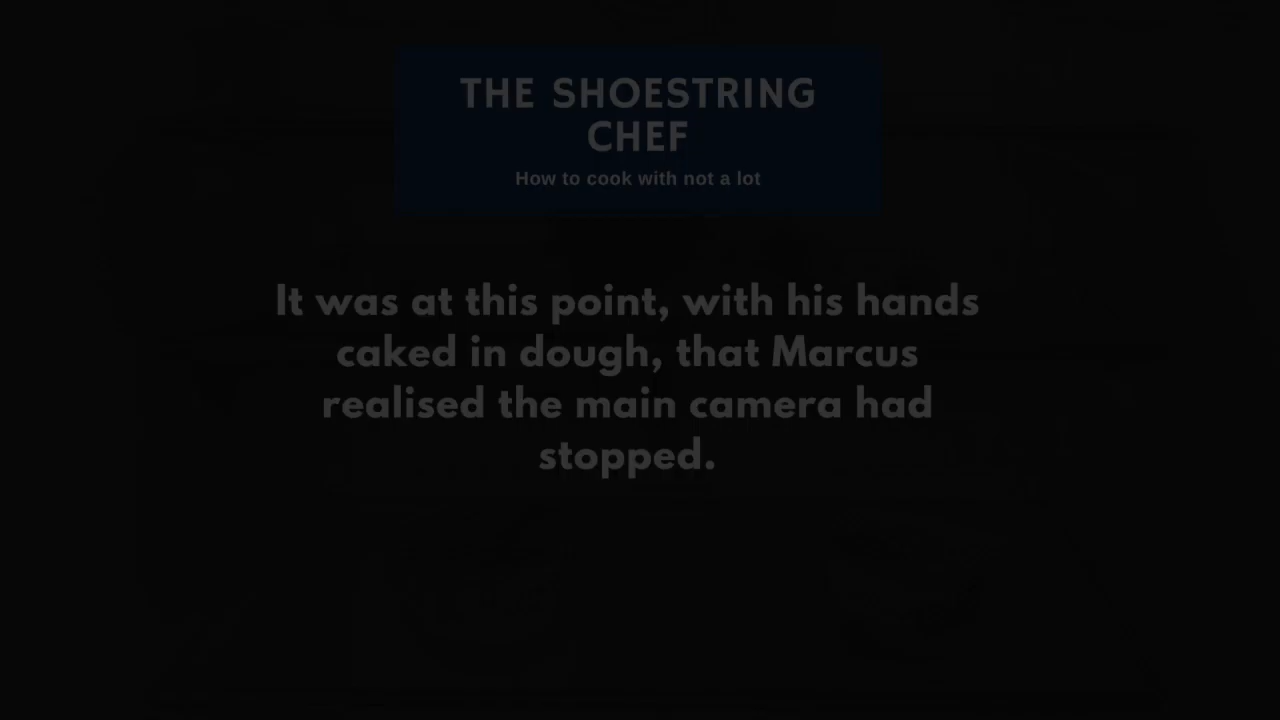 THE SHOESTRING
CHEF
How to cook with not a lot
It was at this point, with his hands
caked in dough, that Marcus
realised the main camera had
stopped.